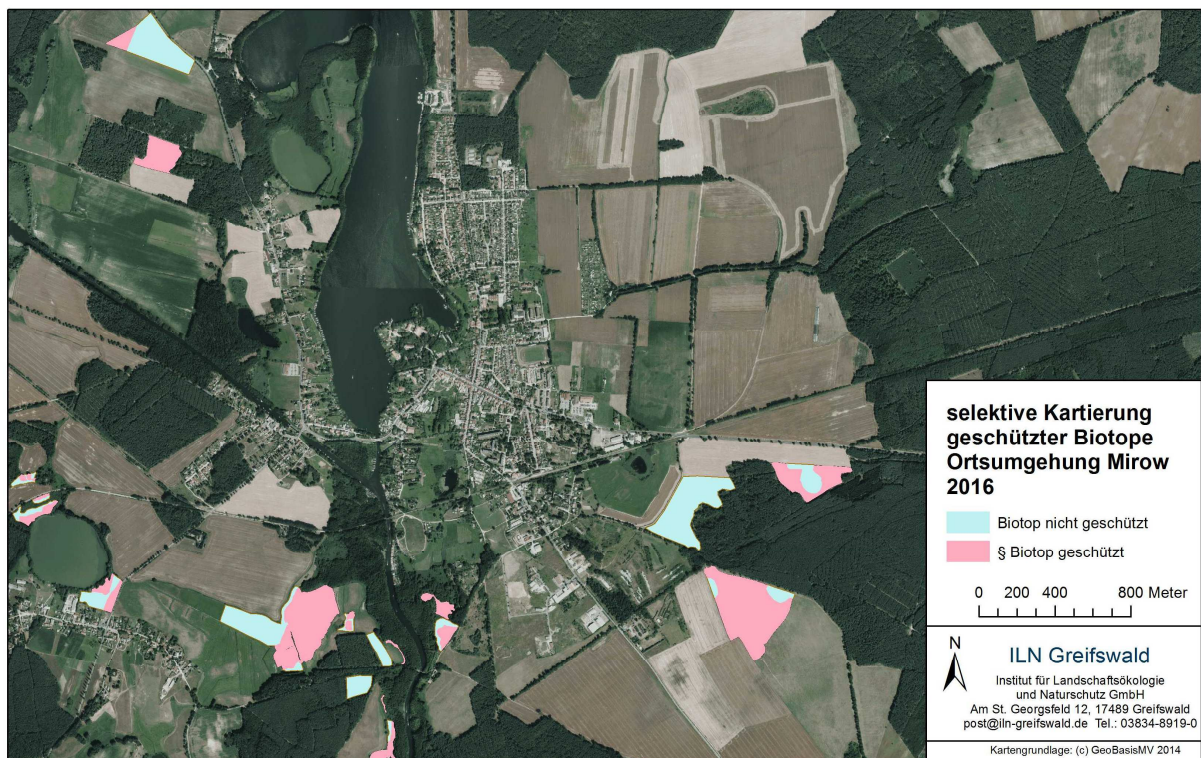 selektive Kartierung
geschützter Biotope
Ortsumgehung Mirow
2016
Biotop nicht geschützt
§ Biotop geschützt
0 200 400 800 Meter
N
ILN Greifswald
Institut für Landschaftsökologie
und Naturschutz GmbH
Am St. Georgsfeld 12, 17489 Greifswald
post@iln-greifswald.de Tel.: 03834-8919-0
Kartengrundlage: (c) GeoBasisMV 2014